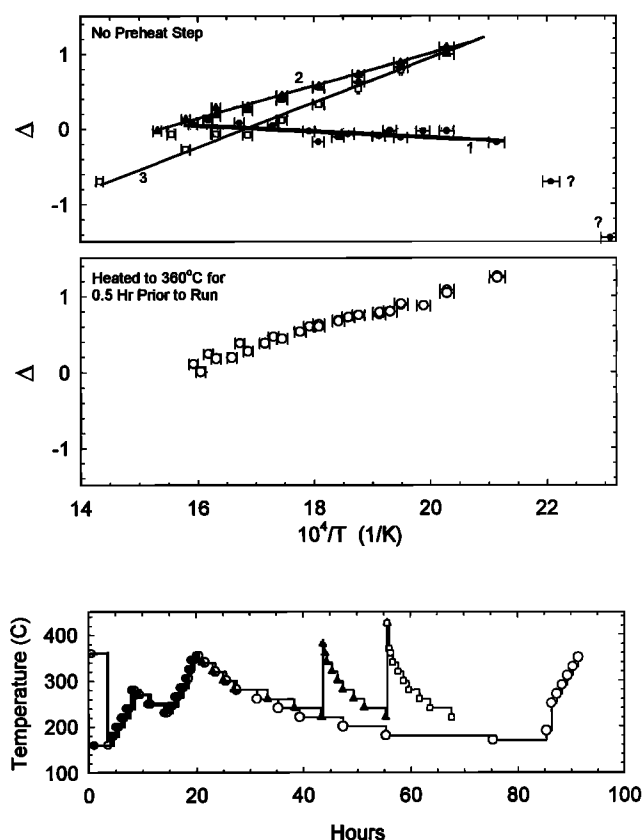 No Preheat Step
1
0
-1
Δ
2
3
1
?
?
Heated to 360°C for
0.5 Hr Prior to Run
1
0
-1
Δ
14 16 18 20 22
10⁴/T (1/K)
400
300
200
100
Temperature (C)
0 20 40 60 80 100
Hours